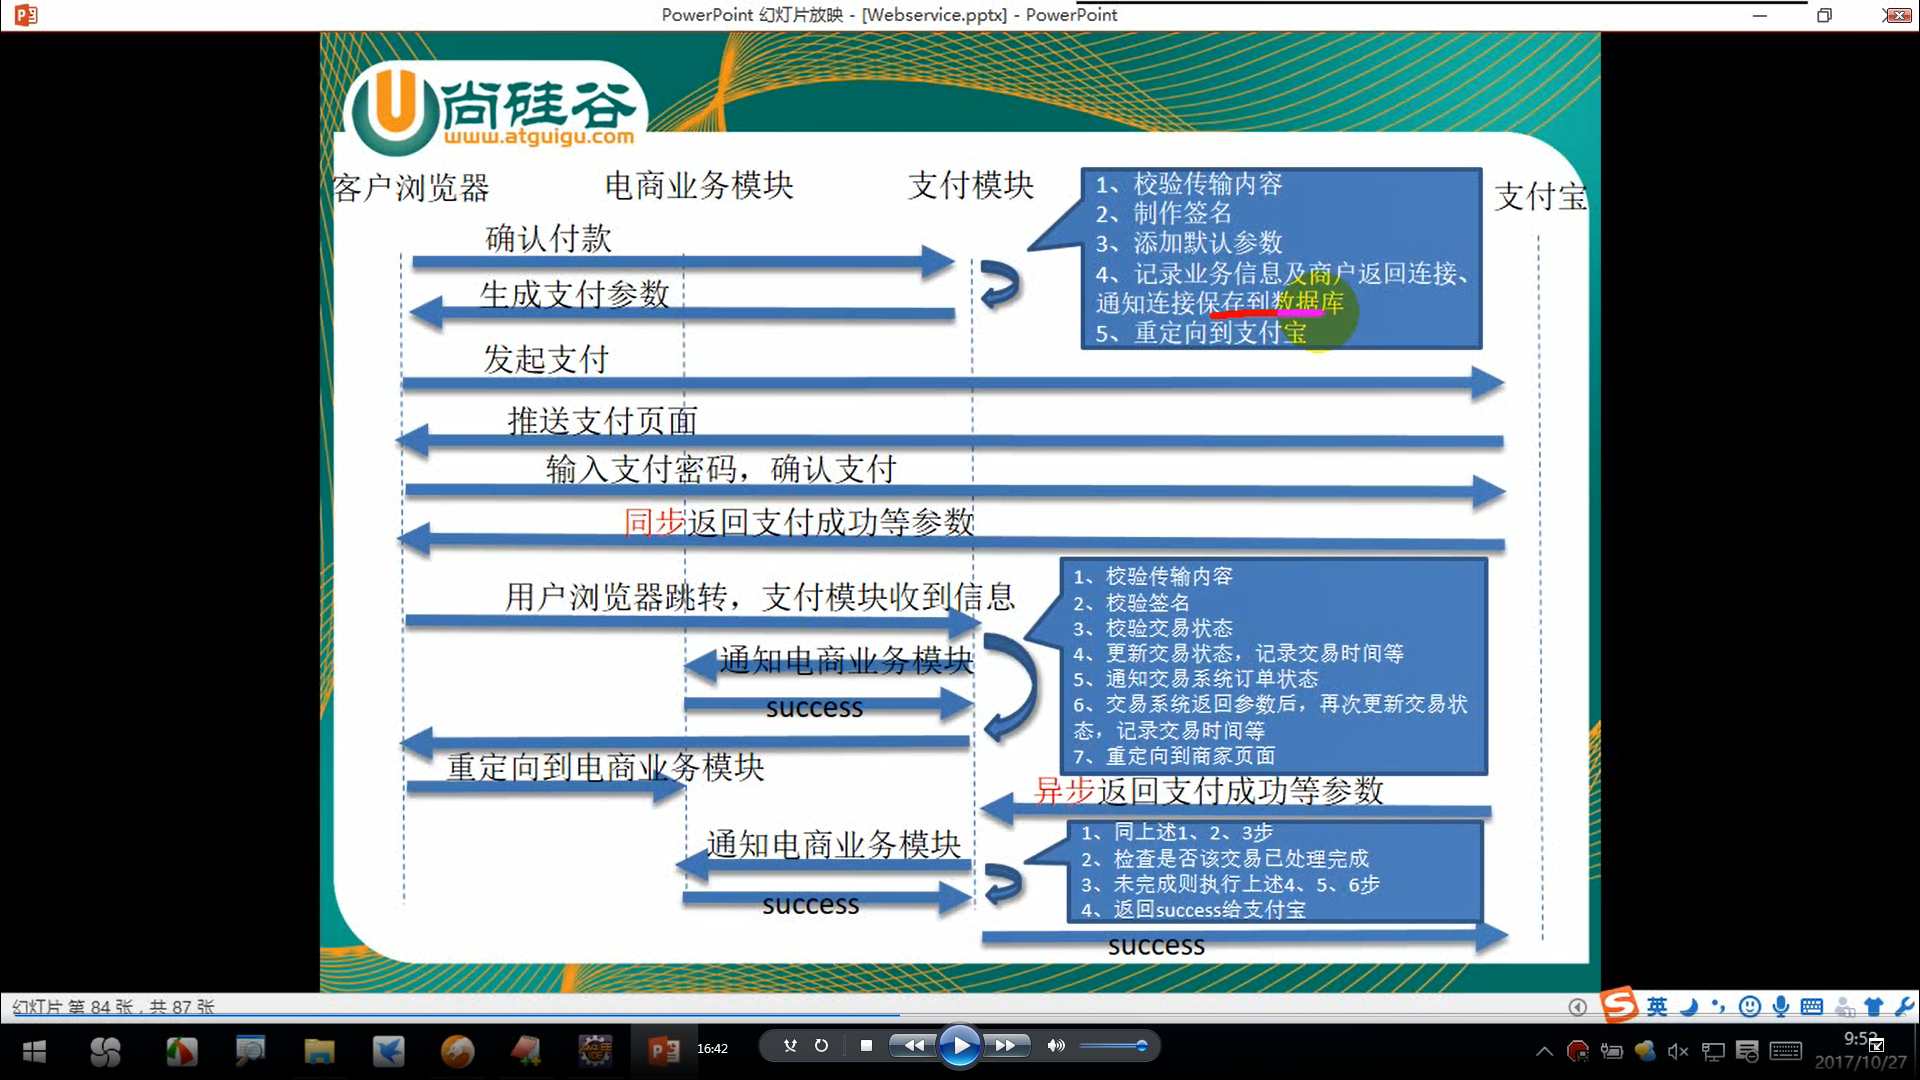 PowerPoint 幻灯片放映 - [Webservice.pptx] - PowerPoint
尚硅谷
www.atguigu.com
客户浏览器
电商业务模块
支付模块
支付宝
1、校验传输内容
2、制作签名
3、添加默认参数
4、记录业务信息及商户返回连接、
通知连接保存到数据库
5、重定向到支付宝
确认付款
生成支付参数
发起支付
推送支付页面
输入支付密码，确认支付
同步返回支付成功等参数
用户浏览器跳转，支付模块收到信息
1、校验传输内容
2、校验签名
3、校验交易状态
4、更新交易状态，记录交易时间等
5、通知交易系统订单状态
6、交易系统返回参数后，再次更新交易状
态，记录交易时间等
7、重定向到商家页面
通知电商业务模块
success
重定向到电商业务模块
异步返回支付成功等参数
1、同上述1、2、3步
2、检查是否该交易已处理完成
3、未完成则执行上述4、5、6步
4、返回success给支付宝
通知电商业务模块
success
success
幻灯片 第 84 张，共 87 张
英
16:42
9:52
2017/10/27